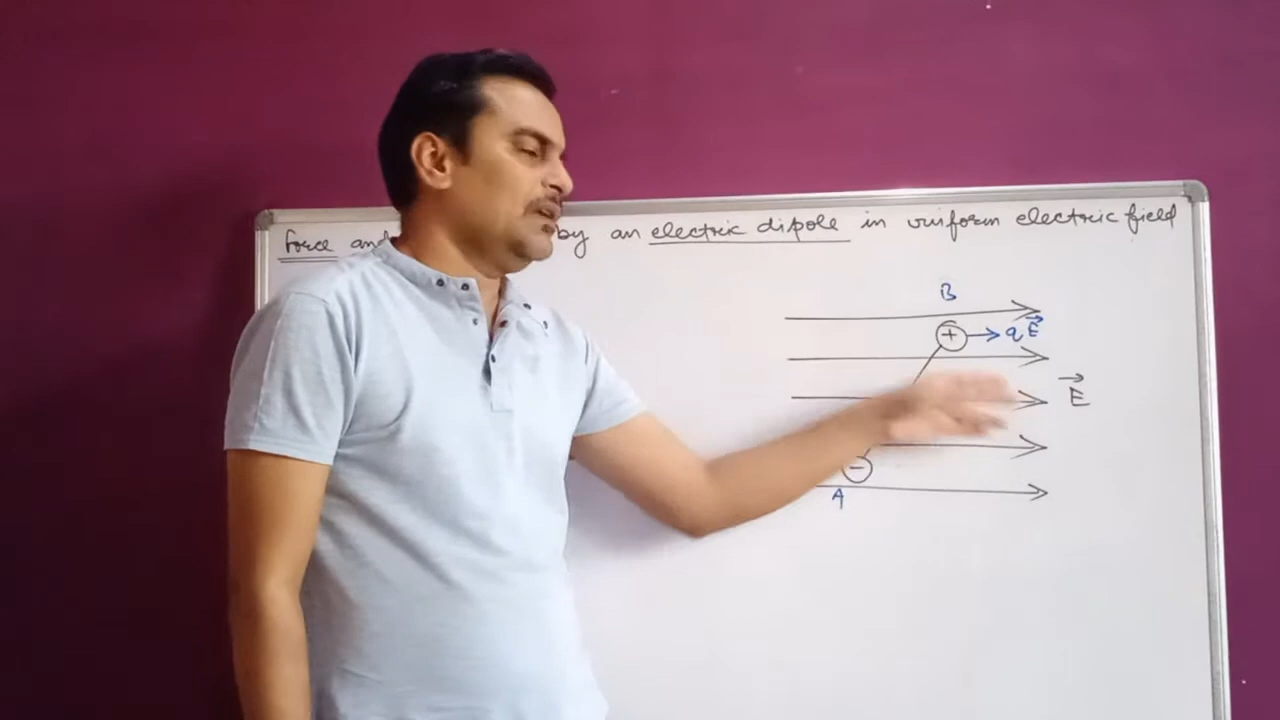 Force and by an electric dipole in uniform electric field
B
+ qE⃗
E⃗
−
A